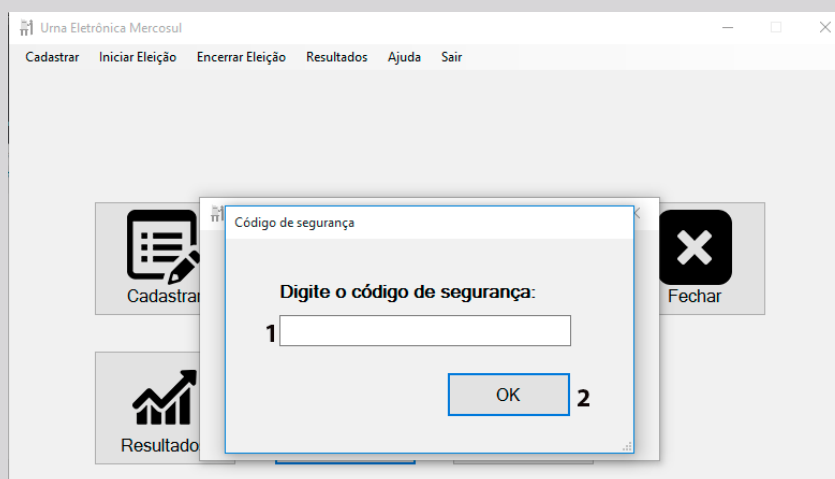 Urna Eletrônica Mercosul
Cadastrar Iniciar Eleição Encerrar Eleição Resultados Ajuda Sair
Código de segurança
Digite o código de segurança:
Cadastrar
Fechar
1
OK
2
Resultado